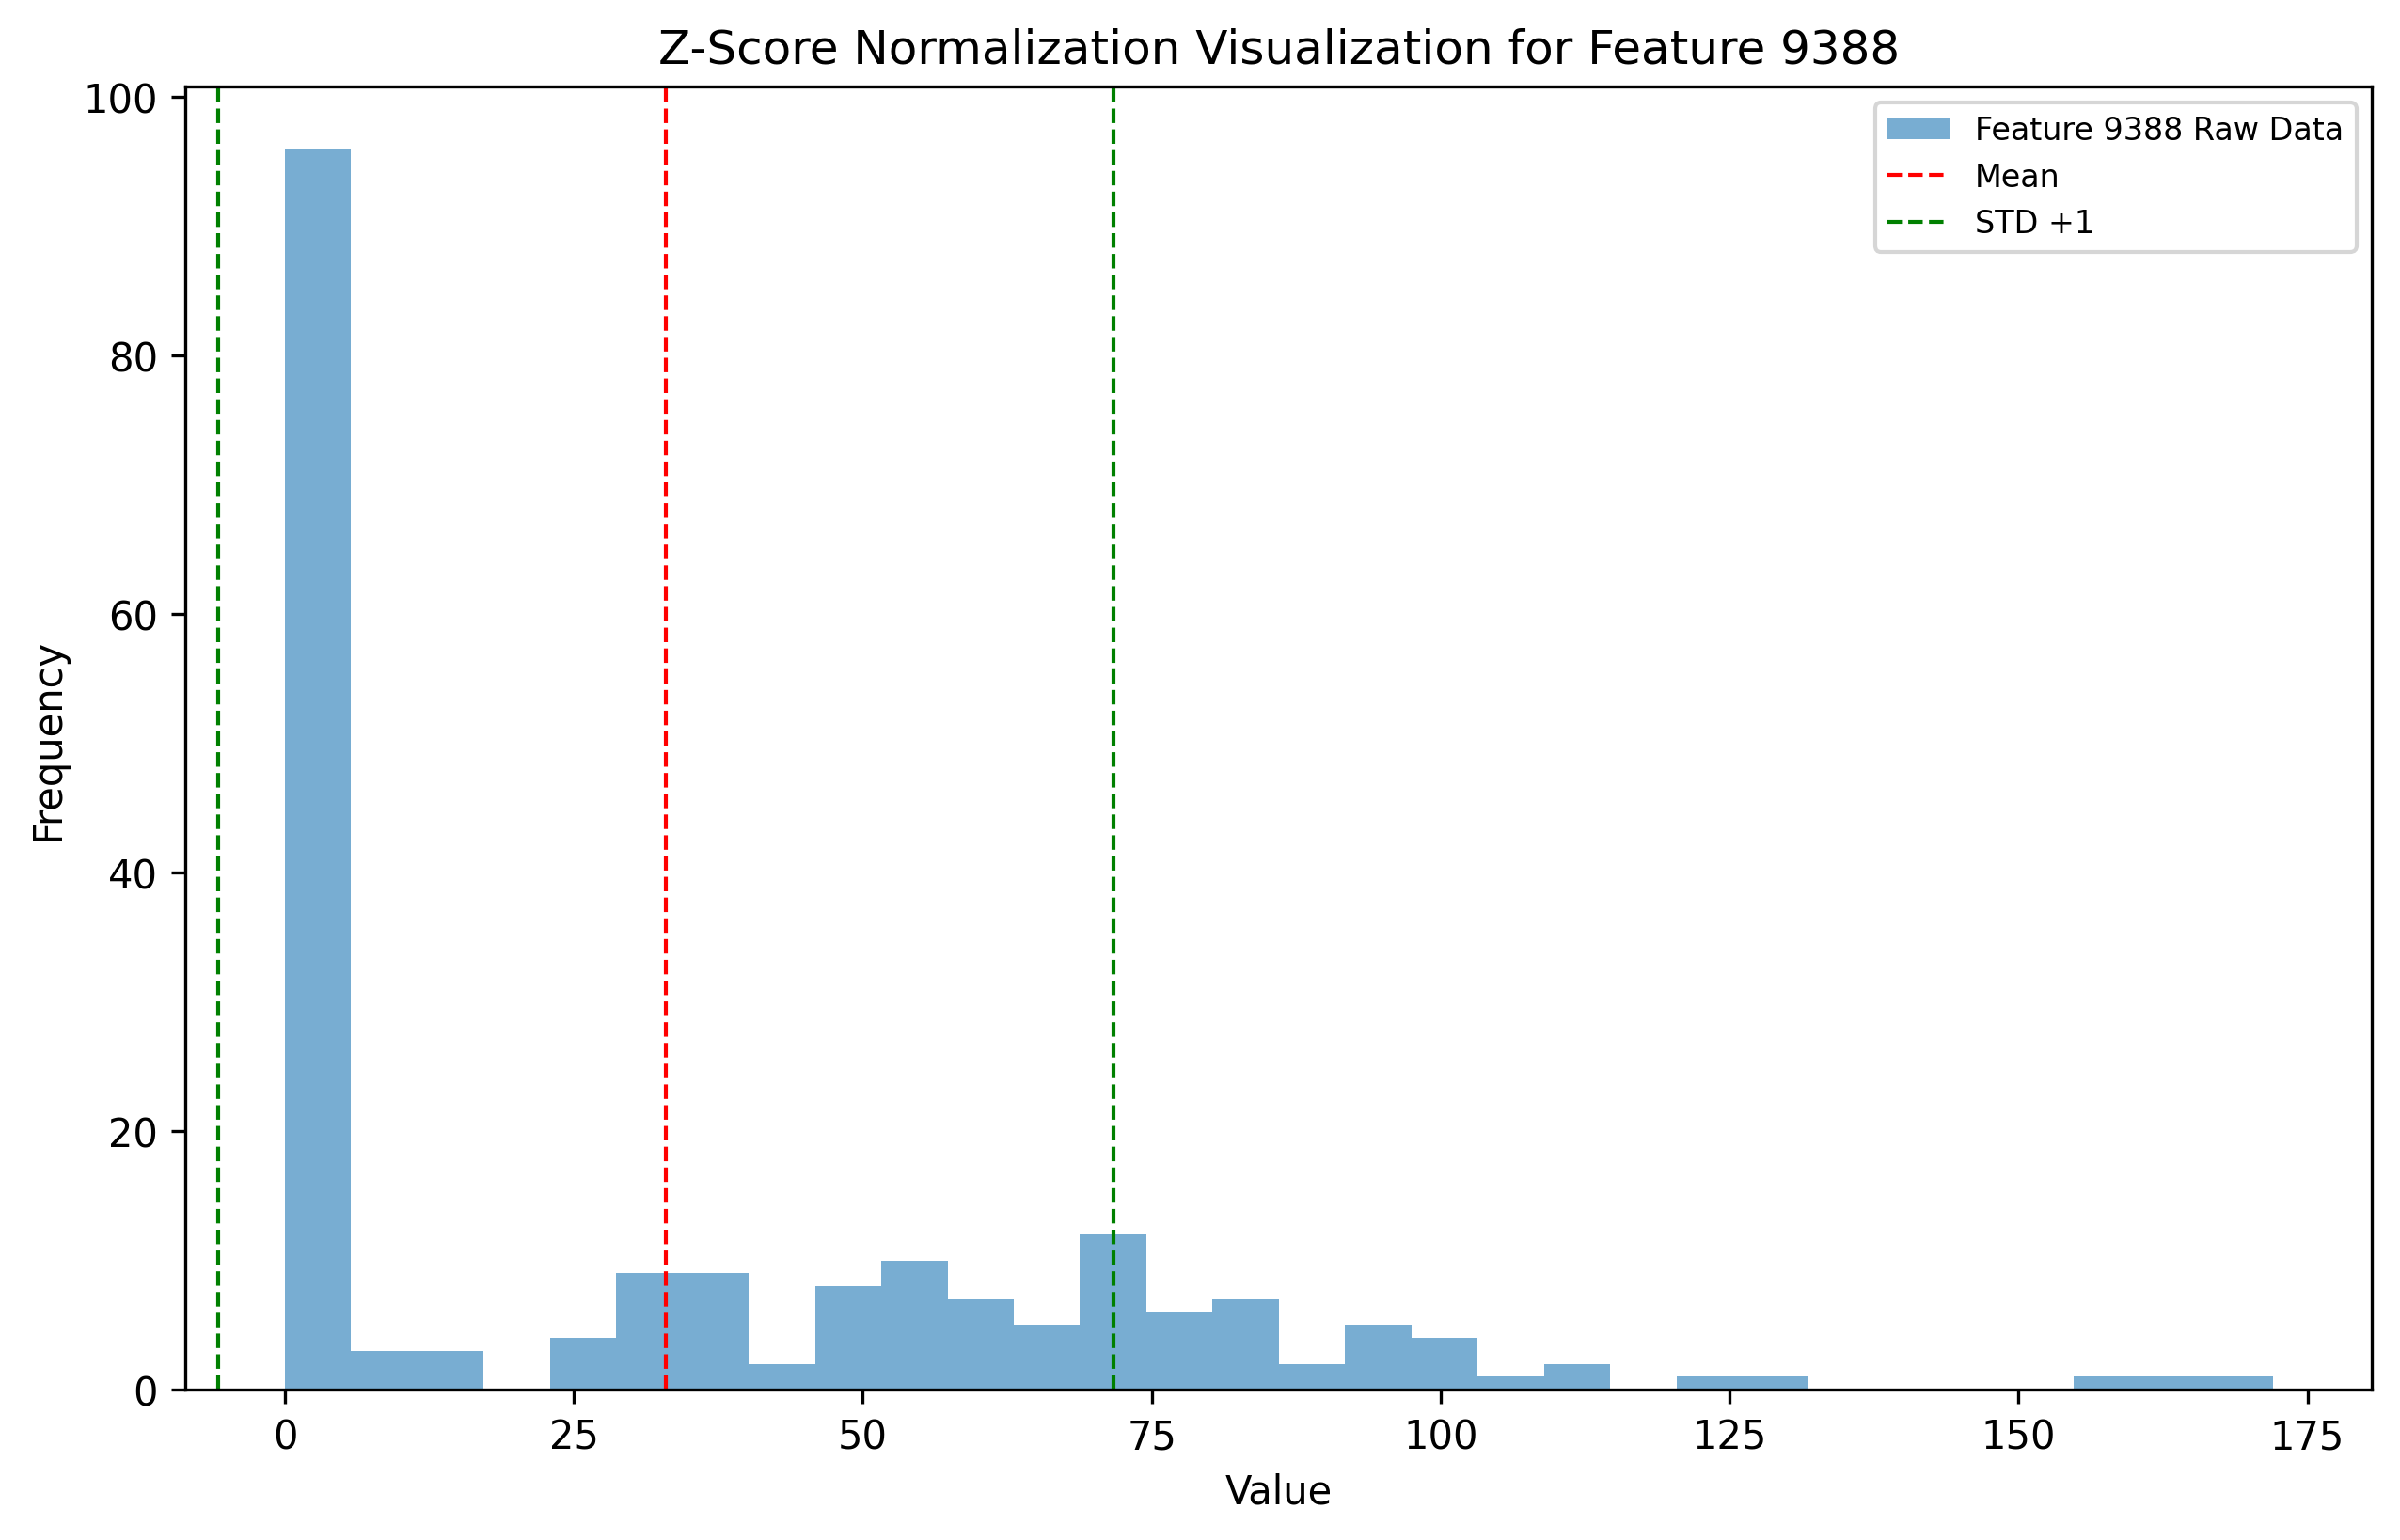 Z-Score Normalization Visualization for Feature 9388
Feature 9388 Raw Data
Mean
STD +1
100
80
60
40
20
0
Frequency
0 25 50 75 100 125 150 175
Value